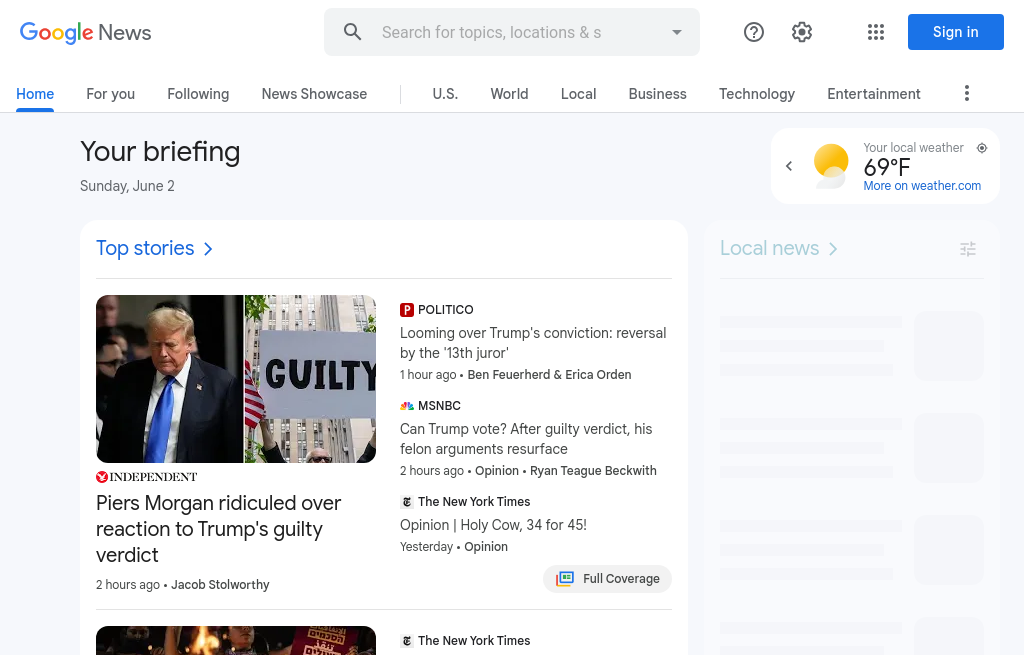 Google News
Search for topics, locations & s
Sign in
Home
For you
Following
News Showcase
U.S.
World
Local
Business
Technology
Entertainment
Your briefing
Sunday, June 2
Your local weather
69°F
More on weather.com
Top stories
Local news
GUILTY
INDEPENDENT
Piers Morgan ridiculed over
reaction to Trump's guilty
verdict
2 hours ago • Jacob Stolworthy
POLITICO
Looming over Trump's conviction: reversal
by the '13th juror'
1 hour ago • Ben Feuerherd & Erica Orden
MSNBC
Can Trump vote? After guilty verdict, his
felon arguments resurface
2 hours ago • Opinion • Ryan Teague Beckwith
The New York Times
Opinion | Holy Cow, 34 for 45!
Yesterday • Opinion
Full Coverage
The New York Times